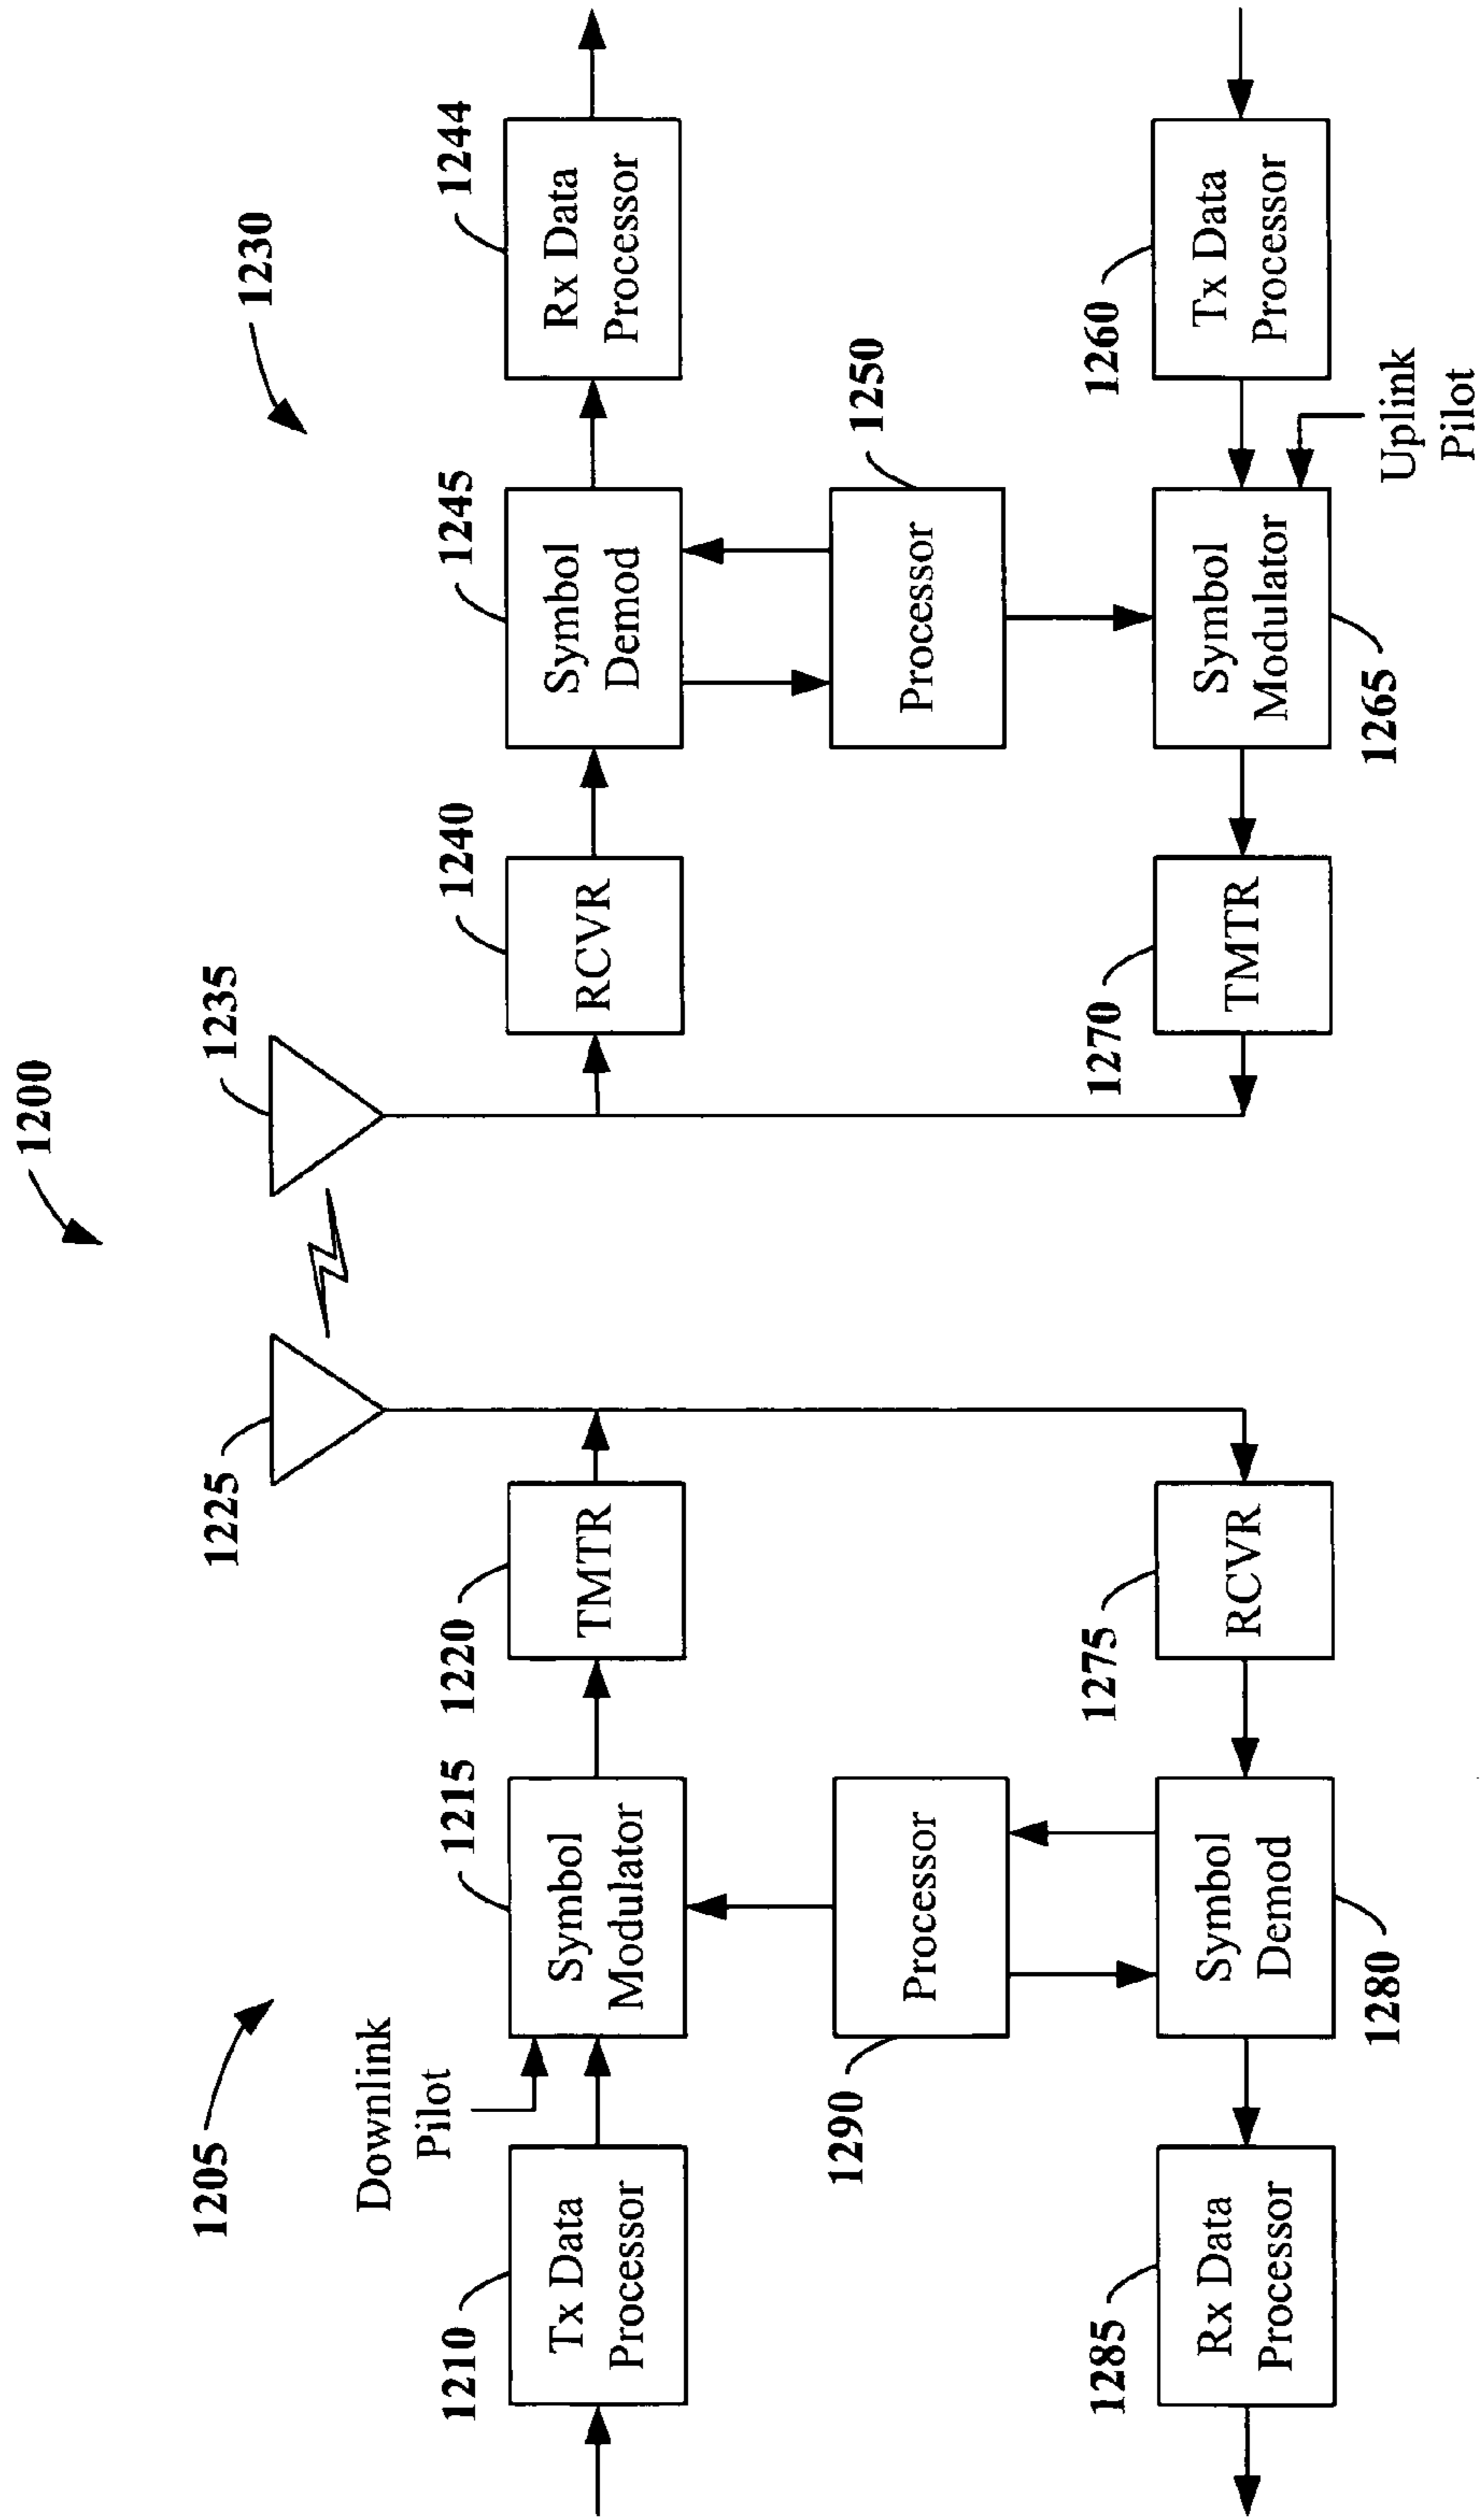 1200
1205
1225
1235
1230
Downlink
Pilot
1210
Tx Data
Processor
1215
Symbol
Modulator
1220
TMTR
1240
RCVR
1245
Symbol
Demod
1244
Rx Data
Processor
1290
Processor
Processor
1250
1285
Rx Data
Processor
Symbol
Demod
1280
1275
RCVR
1270
TMTR
Symbol
Modulator
1265
1260
Tx Data
Processor
Uplink
Pilot